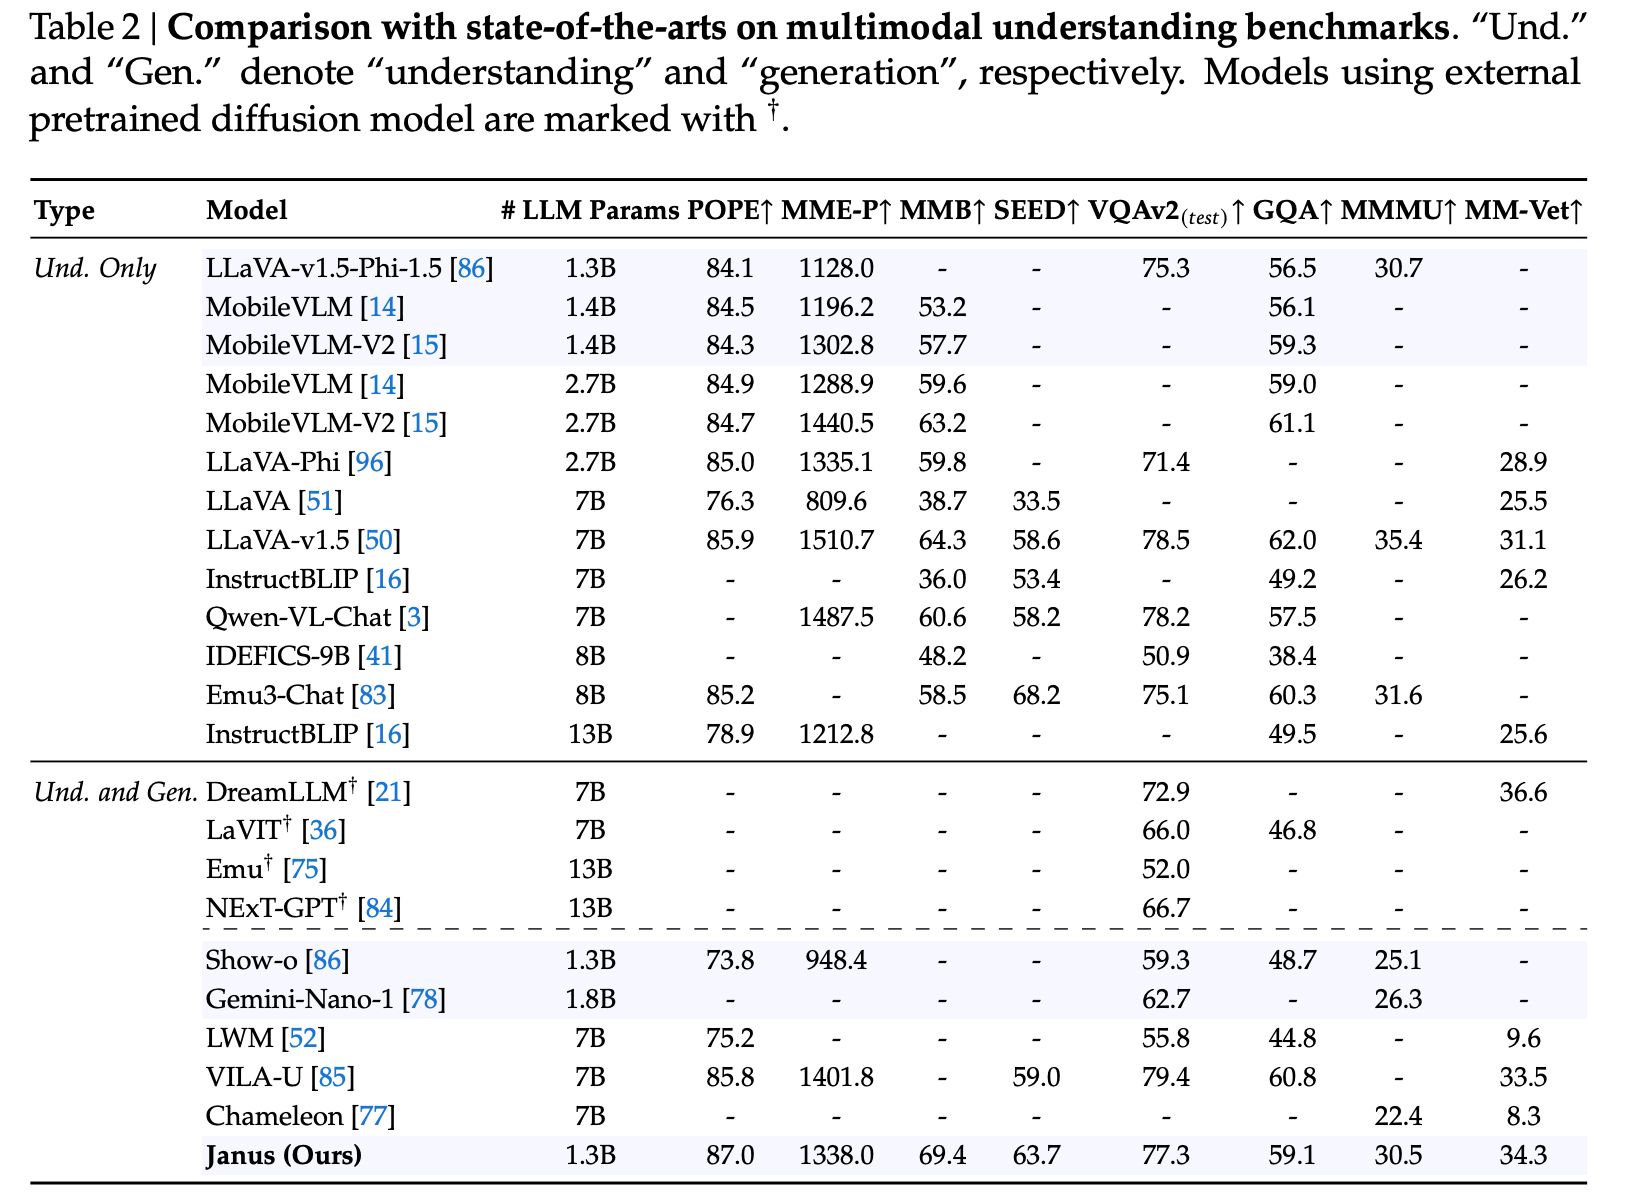 Table 2 | Comparison with state-of-the-arts on multimodal understanding benchmarks. “Und.”
and “Gen.” denote “understanding” and “generation”, respectively. Models using external
pretrained diffusion model are marked with †.
Type Model # LLM Params POPE↑ MME-P↑ MMB↑ SEED↑ VQAv2(test)↑ GQA↑ MMMU↑ MM-Vet↑
Und. Only LLaVA-v1.5-Phi-1.5 [86] 1.3B 84.1 1128.0 - - 75.3 56.5 30.7 -
MobileVLM [14] 1.4B 84.5 1196.2 53.2 - - 56.1 - -
MobileVLM-V2 [15] 1.4B 84.3 1302.8 57.7 - - 59.3 - -
MobileVLM [14] 2.7B 84.9 1288.9 59.6 - - 59.0 - -
MobileVLM-V2 [15] 2.7B 84.7 1440.5 63.2 - - 61.1 - -
LLaVA-Phi [96] 2.7B 85.0 1335.1 59.8 - 71.4 - - 28.9
LLaVA [51] 7B 76.3 809.6 38.7 33.5 - - - 25.5
LLaVA-v1.5 [50] 7B 85.9 1510.7 64.3 58.6 78.5 62.0 35.4 31.1
InstructBLIP [16] 7B - - 36.0 53.4 - 49.2 - 26.2
Qwen-VL-Chat [3] 7B - 1487.5 60.6 58.2 78.2 57.5 - -
IDEFICS-9B [41] 8B - - 48.2 - 50.9 38.4 - -
Emu3-Chat [83] 8B 85.2 - 58.5 68.2 75.1 60.3 31.6 -
InstructBLIP [16] 13B 78.9 1212.8 - - - 49.5 - 25.6
Und. and Gen. DreamLLM† [21] 7B - - - - 72.9 - - 36.6
LaVIT† [36] 7B - - - - 66.0 46.8 - -
Emu† [75] 13B - - - - 52.0 - - -
NExT-GPT† [84] 13B - - - - 66.7 - - -
Show-o [86] 1.3B 73.8 948.4 - - 59.3 48.7 25.1 -
Gemini-Nano-1 [78] 1.8B - - - - 62.7 - 26.3 -
LWM [52] 7B 75.2 - - - 55.8 44.8 - 9.6
VILA-U [85] 7B 85.8 1401.8 - 59.0 79.4 60.8 - 33.5
Chameleon [77] 7B - - - - - - 22.4 8.3
Janus (Ours) 1.3B 87.0 1338.0 69.4 63.7 77.3 59.1 30.5 34.3